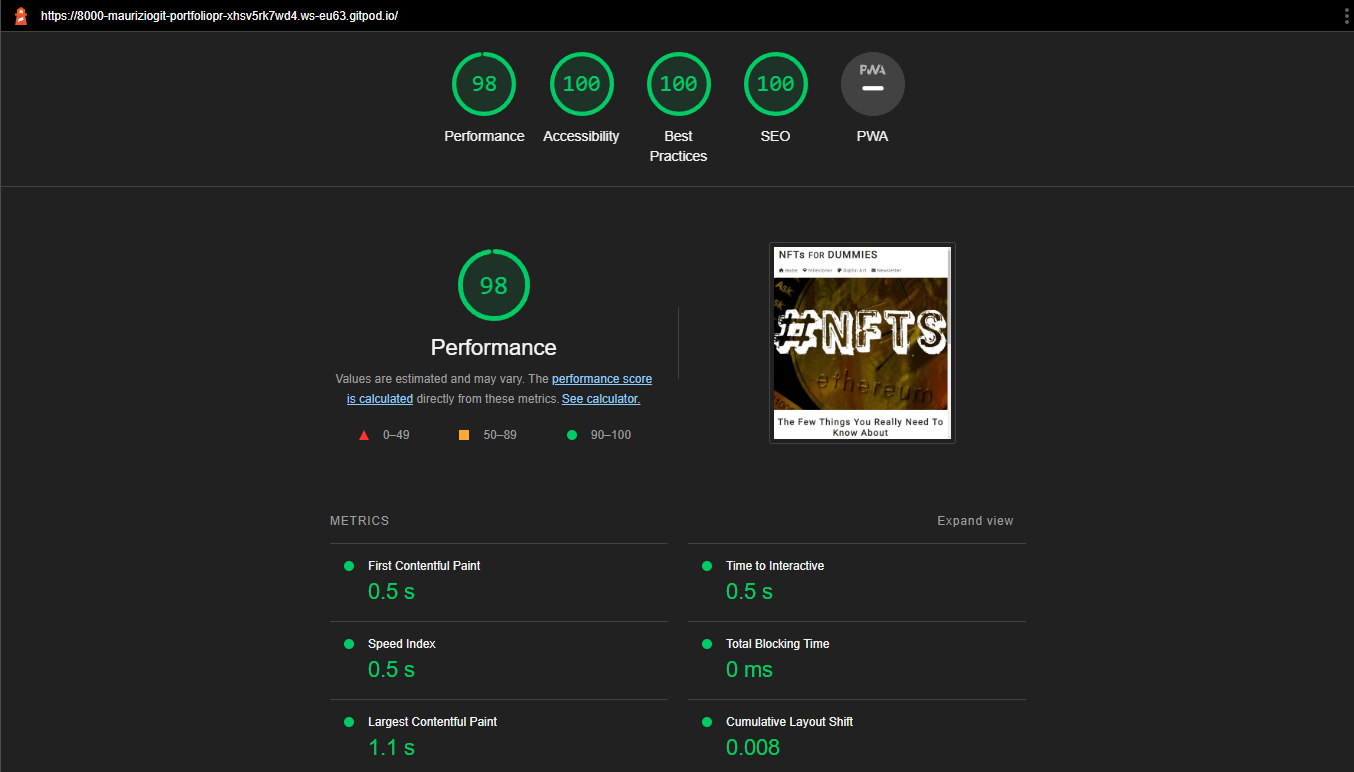 https://8000-mauriziogit-portfoliopr-xhsv5rk7wd4.ws-eu63.gitpod.io/
98
100
100
100
PWA
Performance
Accessibility
Best
Practices
SEO
PWA
98
Performance
Values are estimated and may vary. The performance score
is calculated directly from these metrics. See calculator.
0–49
50–89
90–100
NFTs FOR DUMMIES
Home
Milestones
Digital Art
Newsletter
Ask:
#NFTS
ethereum
The Few Things You Really Need To
Know About
METRICS
Expand view
First Contentful Paint
0.5 s
Time to Interactive
0.5 s
Speed Index
0.5 s
Total Blocking Time
0 ms
Largest Contentful Paint
1.1 s
Cumulative Layout Shift
0.008